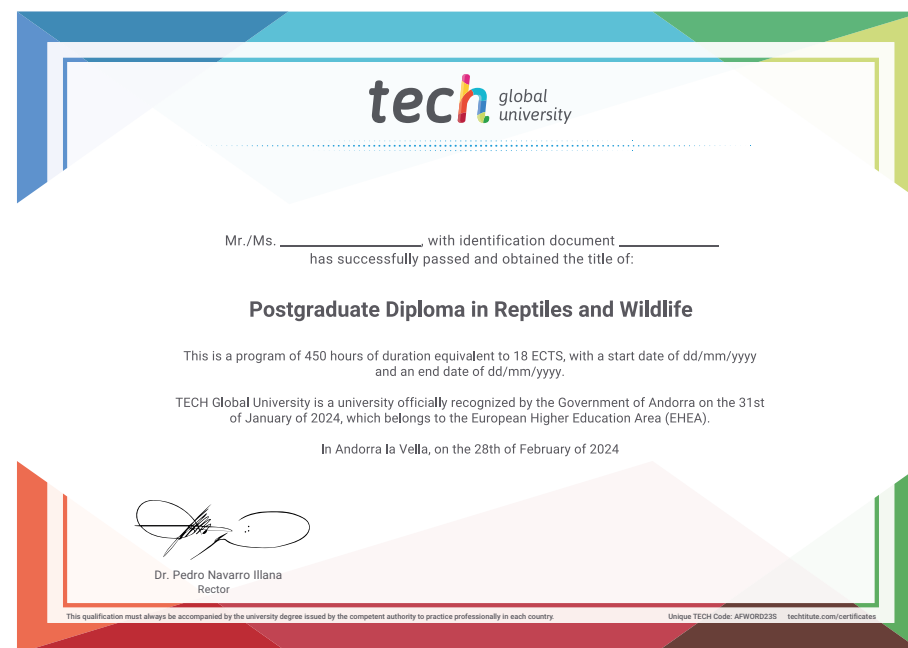 tech global university
Mr./Ms. ____________, with identification document ____________
has successfully passed and obtained the title of:
Postgraduate Diploma in Reptiles and Wildlife
This is a program of 450 hours of duration equivalent to 18 ECTS, with a start date of dd/mm/yyyy
and an end date of dd/mm/yyyy.
TECH Global University is a university officially recognized by the Government of Andorra on the 31st
of January of 2024, which belongs to the European Higher Education Area (EHEA).
In Andorra la Vella, on the 28th of February of 2024
Dr. Pedro Navarro Illana
Rector
This qualification must always be accompanied by the university degree issued by the competent authority to practice professionally in each country. Unique TECH Code: AFWORD23S techtitute.com/certificates